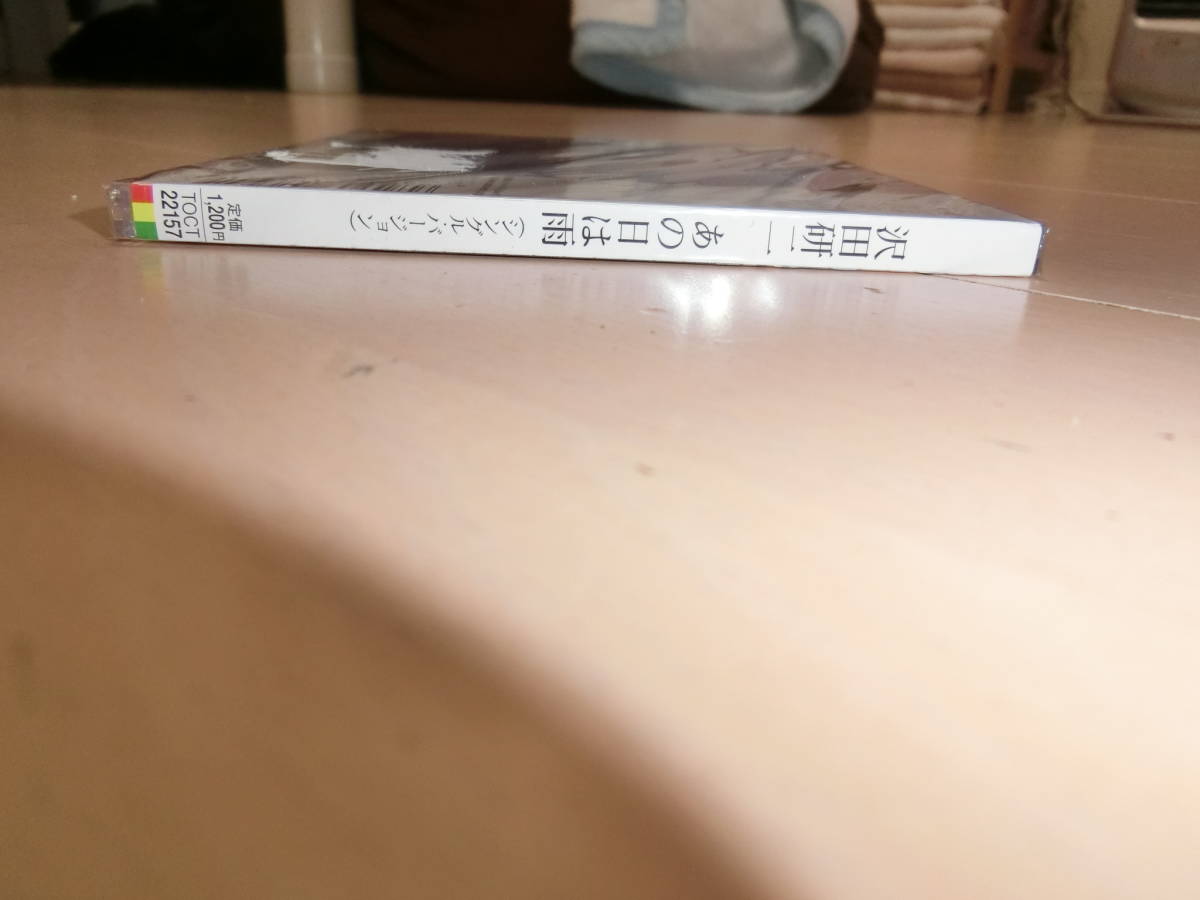 沢田研二
あの日は雨
(シングル・バージョン)
定価
1,200円
TOCT
22157